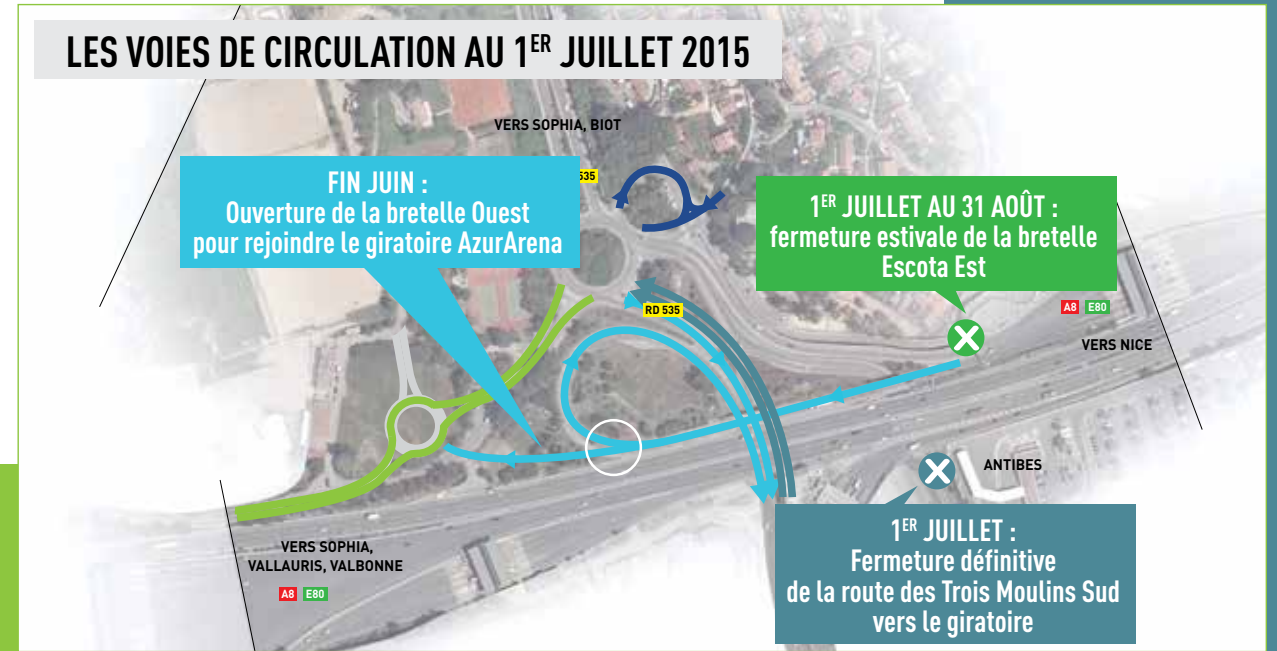 LES VOIES DE CIRCULATION AU 1ER JUILLET 2015
VERS SOPHIA, BIOT
FIN JUIN :
Ouverture de la bretelle Ouest
pour rejoindre le giratoire AzurArena
535
1ER JUILLET AU 31 AOÛT :
fermeture estivale de la bretelle
Escota Est
RD 535
A8 E80
VERS NICE
ANTIBES
1ER JUILLET :
Fermeture définitive
de la route des Trois Moulins Sud
vers le giratoire
VERS SOPHIA,
VALLAURIS, VALBONNE
A8 E80